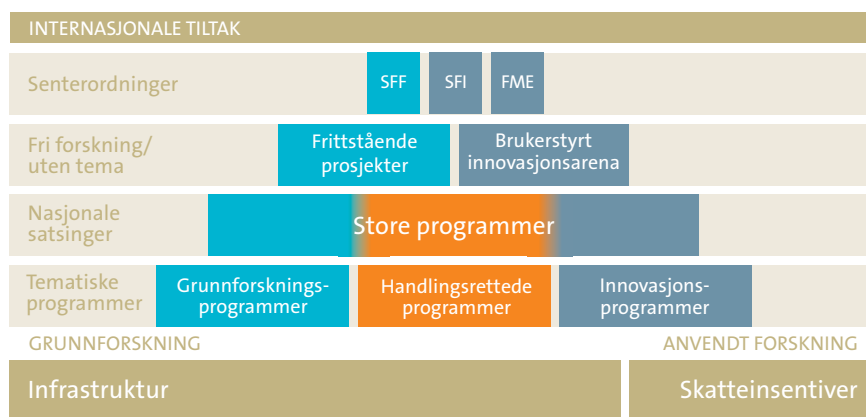 INTERNASJONALE TILTAK
Senterordninger
SFF
SFI
FME
Fri forskning/
uten tema
Frittstående
prosjekter
Brukerstyrt
innovasjonsarena
Nasjonale
satsinger
Store programmer
Tematiske
programmer
Grunnforsknings-
programmer
Handlingsrettede
programmer
Innovasjons-
programmer
GRUNNFORSKNING
ANVENDT FORSKNING
Infrastruktur
Skatteinsentiver